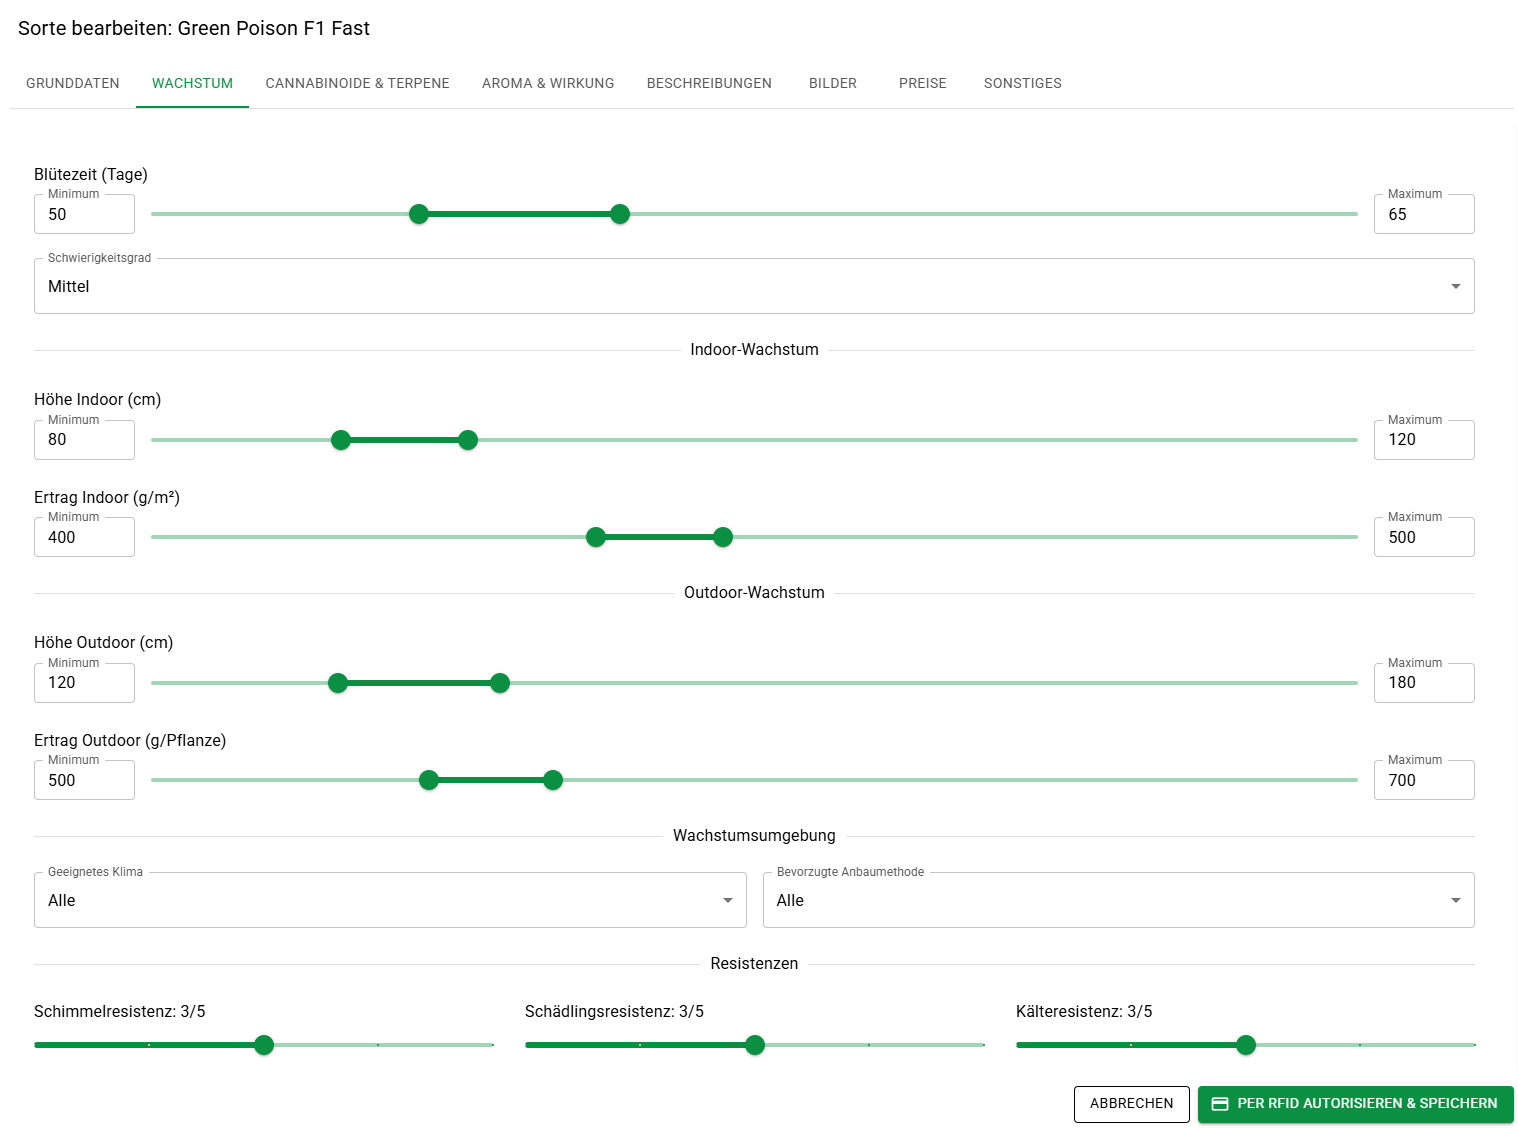 Sorte bearbeiten: Green Poison F1 Fast
GRUNDDATEN WACHSTUM CANNABINOIDE & TERPENE AROMA & WIRKUNG BESCHREIBUNGEN BILDER PREISE SONSTIGES
Blütezeit (Tage)
Minimum Maximum
50 65
Schwierigkeitsgrad
Mittel
Indoor-Wachstum
Höhe Indoor (cm)
Minimum Maximum
80 120
Ertrag Indoor (g/m²)
Minimum Maximum
400 500
Outdoor-Wachstum
Höhe Outdoor (cm)
Minimum Maximum
120 180
Ertrag Outdoor (g/Pflanze)
Minimum Maximum
500 700
Wachstumsumgebung
Geeignetes Klima Bevorzugte Anbaumethode
Alle Alle
Resistenzen
Schimmelresistenz: 3/5 Schädlingsresistenz: 3/5 Kälteresistenz: 3/5
ABBRECHEN PER RFID AUTORISIEREN & SPEICHERN